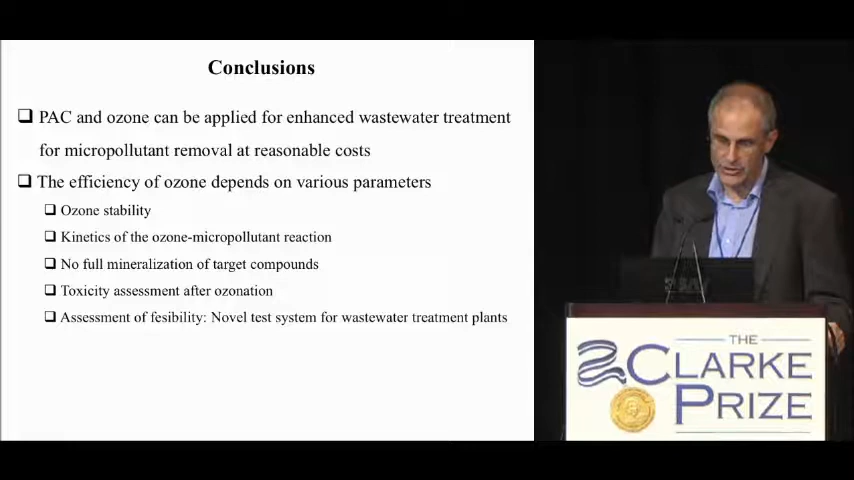 Conclusions
PAC and ozone can be applied for enhanced wastewater treatment
for micropollutant removal at reasonable costs
The efficiency of ozone depends on various parameters
Ozone stability
Kinetics of the ozone-micropollutant reaction
No full mineralization of target compounds
Toxicity assessment after ozonation
Assessment of fesibility: Novel test system for wastewater treatment plants
THE
CLARKE
PRIZE